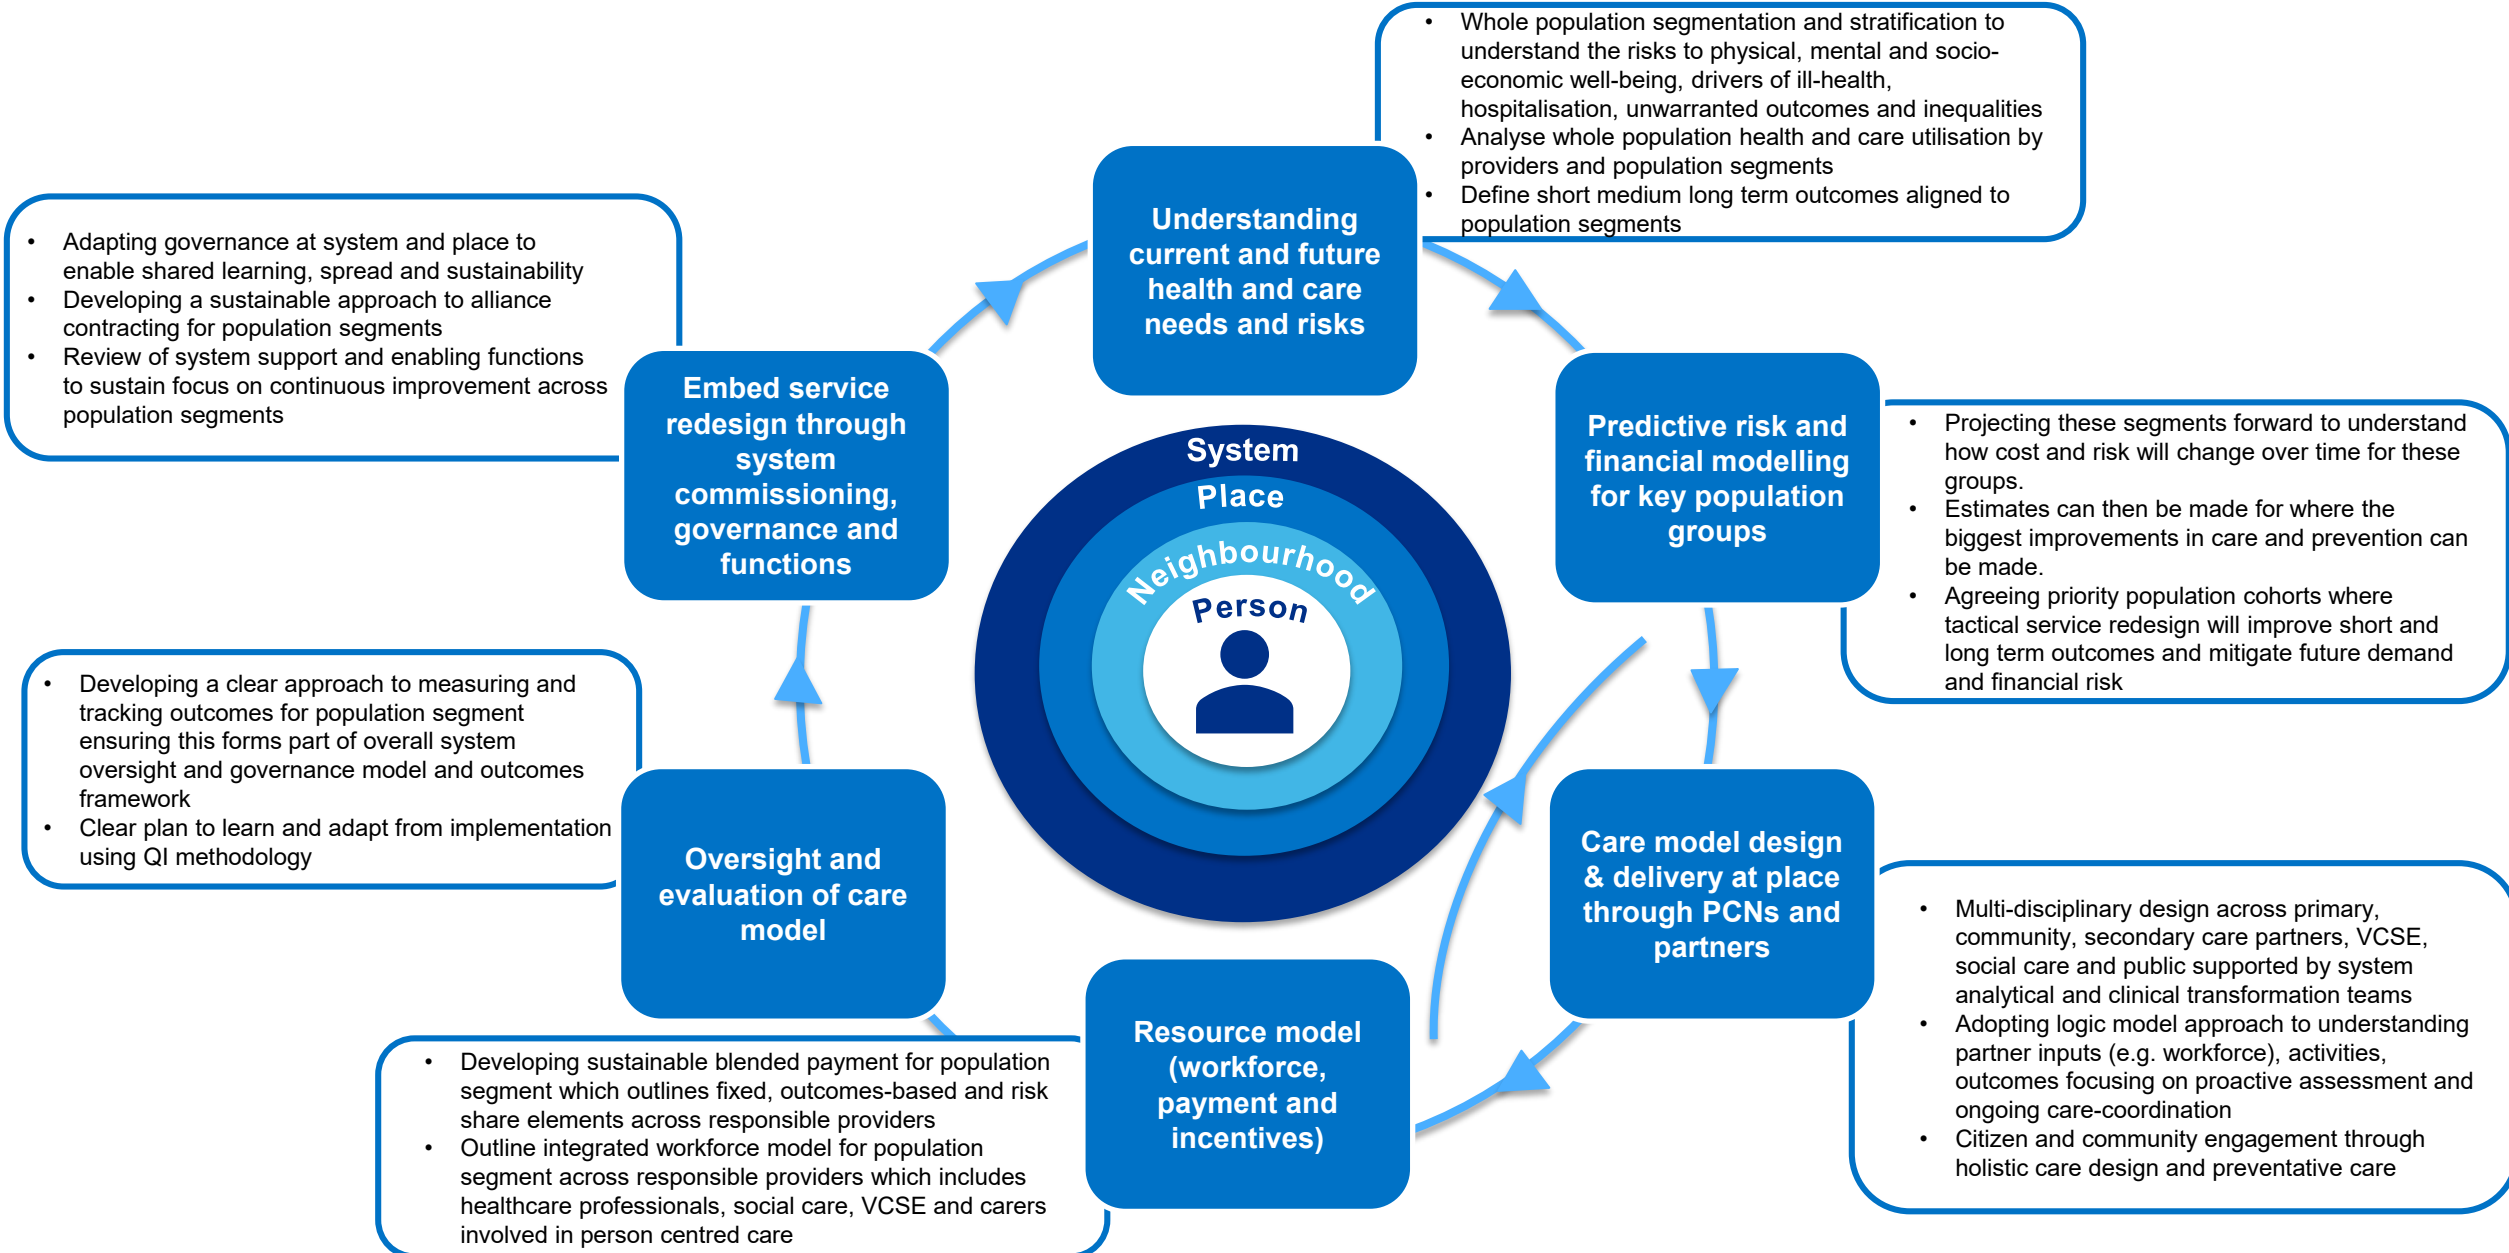 • Whole population segmentation and stratification to
understand the risks to physical, mental and socio-
economic well-being, drivers of ill-health,
hospitalisation, unwarranted outcomes and inequalities
• Analyse whole population health and care utilisation by
providers and population segments
• Define short medium long term outcomes aligned to
population segments
Understanding
current and future
health and care
needs and risks
• Adapting governance at system and place to
enable shared learning, spread and sustainability
• Developing a sustainable approach to alliance
contracting for population segments
• Review of system support and enabling functions
to sustain focus on continuous improvement across
population segments
Embed service
redesign through
system
commissioning,
governance and
functions
System
Place
Neighbourhood
Person
Predictive risk and
financial modelling
for key population
groups
• Projecting these segments forward to understand
how cost and risk will change over time for these
groups.
• Estimates can then be made for where the
biggest improvements in care and prevention can
be made.
• Agreeing priority population cohorts where
tactical service redesign will improve short and
long term outcomes and mitigate future demand
and financial risk
• Developing a clear approach to measuring and
tracking outcomes for population segment
ensuring this forms part of overall system
oversight and governance model and outcomes
framework
• Clear plan to learn and adapt from implementation
using QI methodology
Oversight and
evaluation of care
model
Care model design
& delivery at place
through PCNs and
partners
• Multi-disciplinary design across primary,
community, secondary care partners, VCSE,
social care and public supported by system
analytical and clinical transformation teams
• Adopting logic model approach to understanding
partner inputs (e.g. workforce), activities,
outcomes focusing on proactive assessment and
ongoing care-coordination
• Citizen and community engagement through
holistic care design and preventative care
• Developing sustainable blended payment for population
segment which outlines fixed, outcomes-based and risk
share elements across responsible providers
• Outline integrated workforce model for population
segment across responsible providers which includes
healthcare professionals, social care, VCSE and carers
involved in person centred care
Resource model
(workforce,
payment and
incentives)